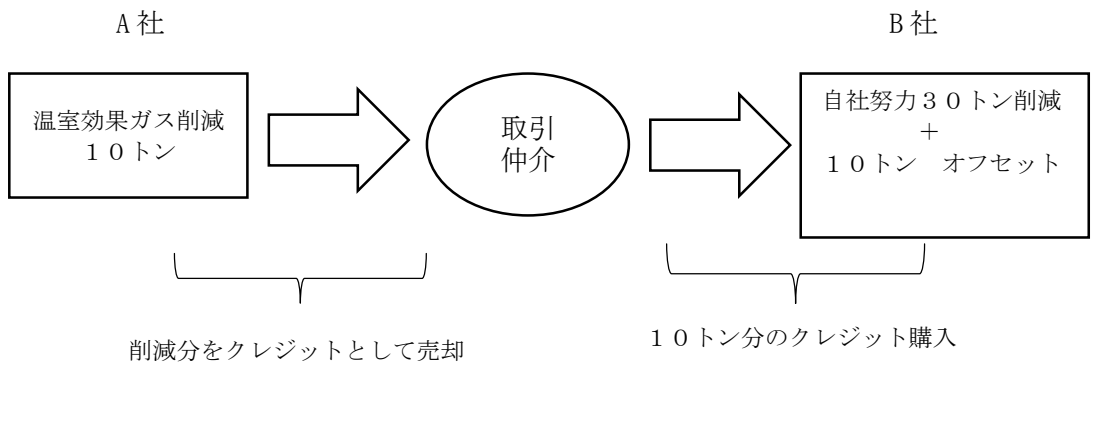 A社
B社
温室効果ガス削減
１０トン
取引
仲介
自社努力３０トン削減
＋
１０トン　オフセット
削減分をクレジットとして売却
１０トン分のクレジット購入